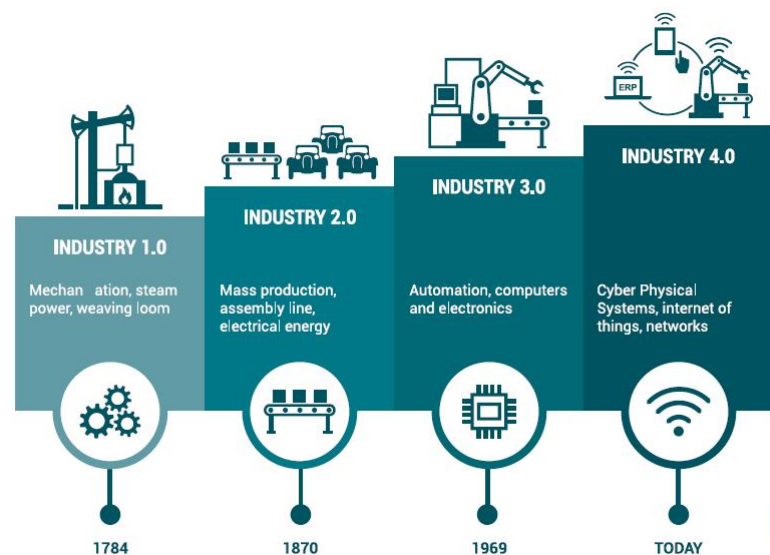 ERP
INDUSTRY 1.0
Mechan ation, steam
power, weaving loom
INDUSTRY 2.0
Mass production,
assembly line,
electrical energy
INDUSTRY 3.0
Automation, computers
and electronics
INDUSTRY 4.0
Cyber Physical
Systems, internet of
things, networks
1784
1870
1969
TODAY